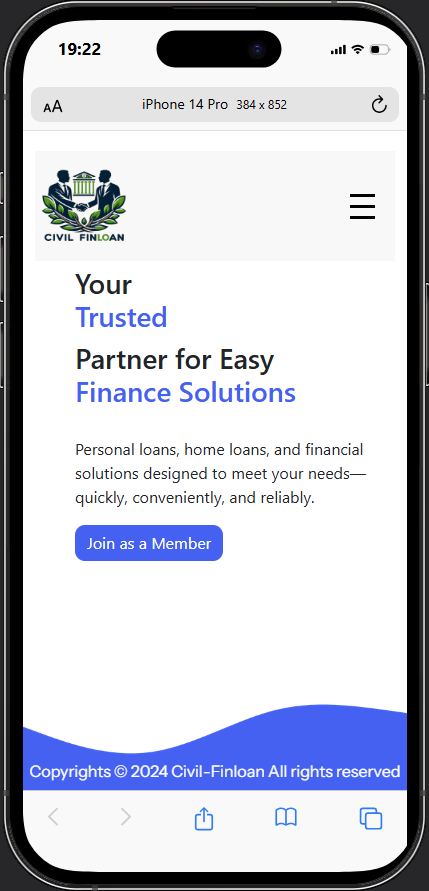 19:22
AA
iPhone 14 Pro 384 x 852
CIVIL FINLOAN
Your
Trusted
Partner for Easy
Finance Solutions
Personal loans, home loans, and financial
solutions designed to meet your needs—
quickly, conveniently, and reliably.
Join as a Member
Copyrights © 2024 Civil-Finloan All rights reserved